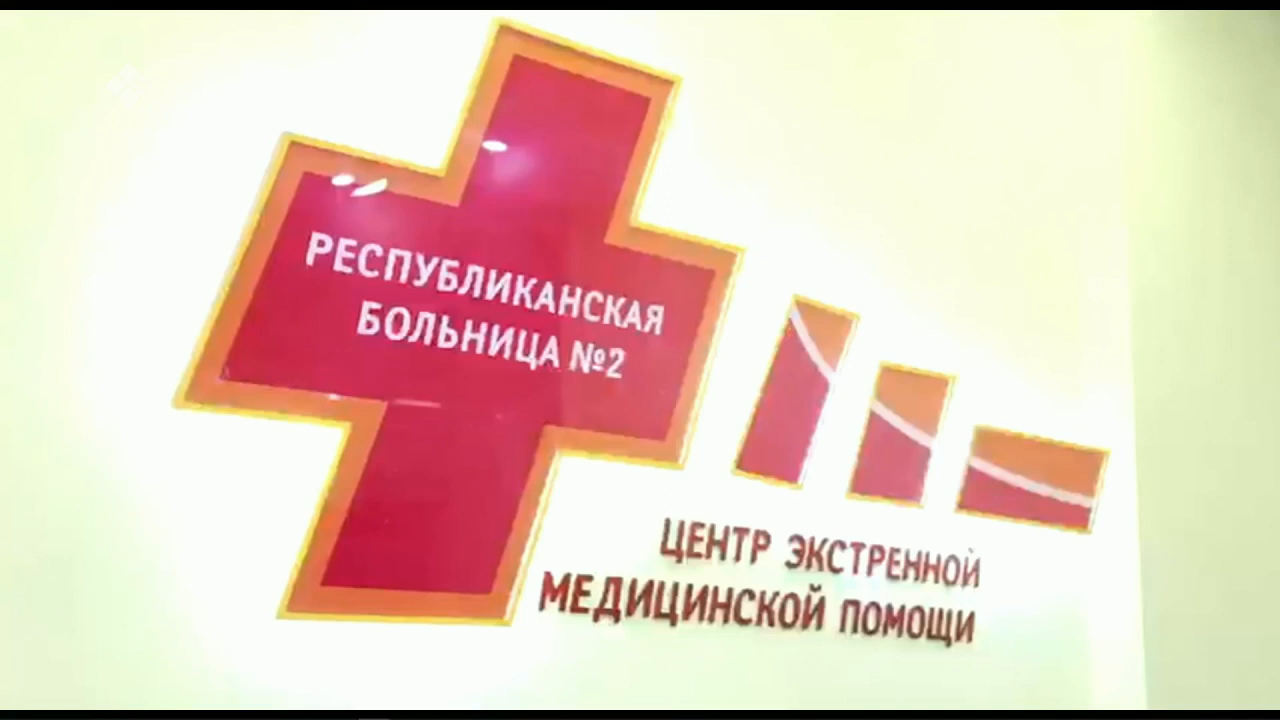 РЕСПУБЛИКАНСКАЯ
БОЛЬНИЦА №2
ЦЕНТР ЭКСТРЕННОЙ
МЕДИЦИНСКОЙ ПОМОЩИ